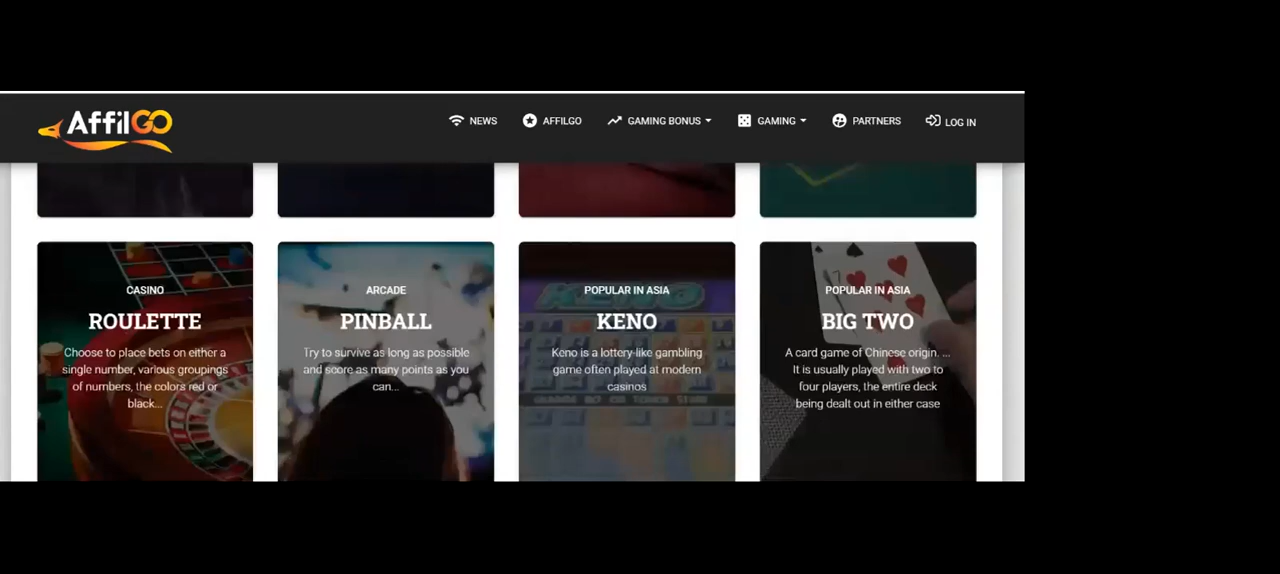 AffilGO
NEWS
AFFILGO
GAMING BONUS
GAMING
PARTNERS
LOG IN
CASINO
ROULETTE
Choose to place bets on either a
single number, various groupings
of numbers, the colors red or
black...
ARCADE
PINBALL
Try to survive as long as possible
and score as many points as you
can...
POPULAR IN ASIA
KENO
Keno is a lottery-like gambling
game often played at modern
casinos
KENO
POPULAR IN ASIA
BIG TWO
A card game of Chinese origin. ...
It is usually played with two to
four players, the entire deck
being dealt out in either case